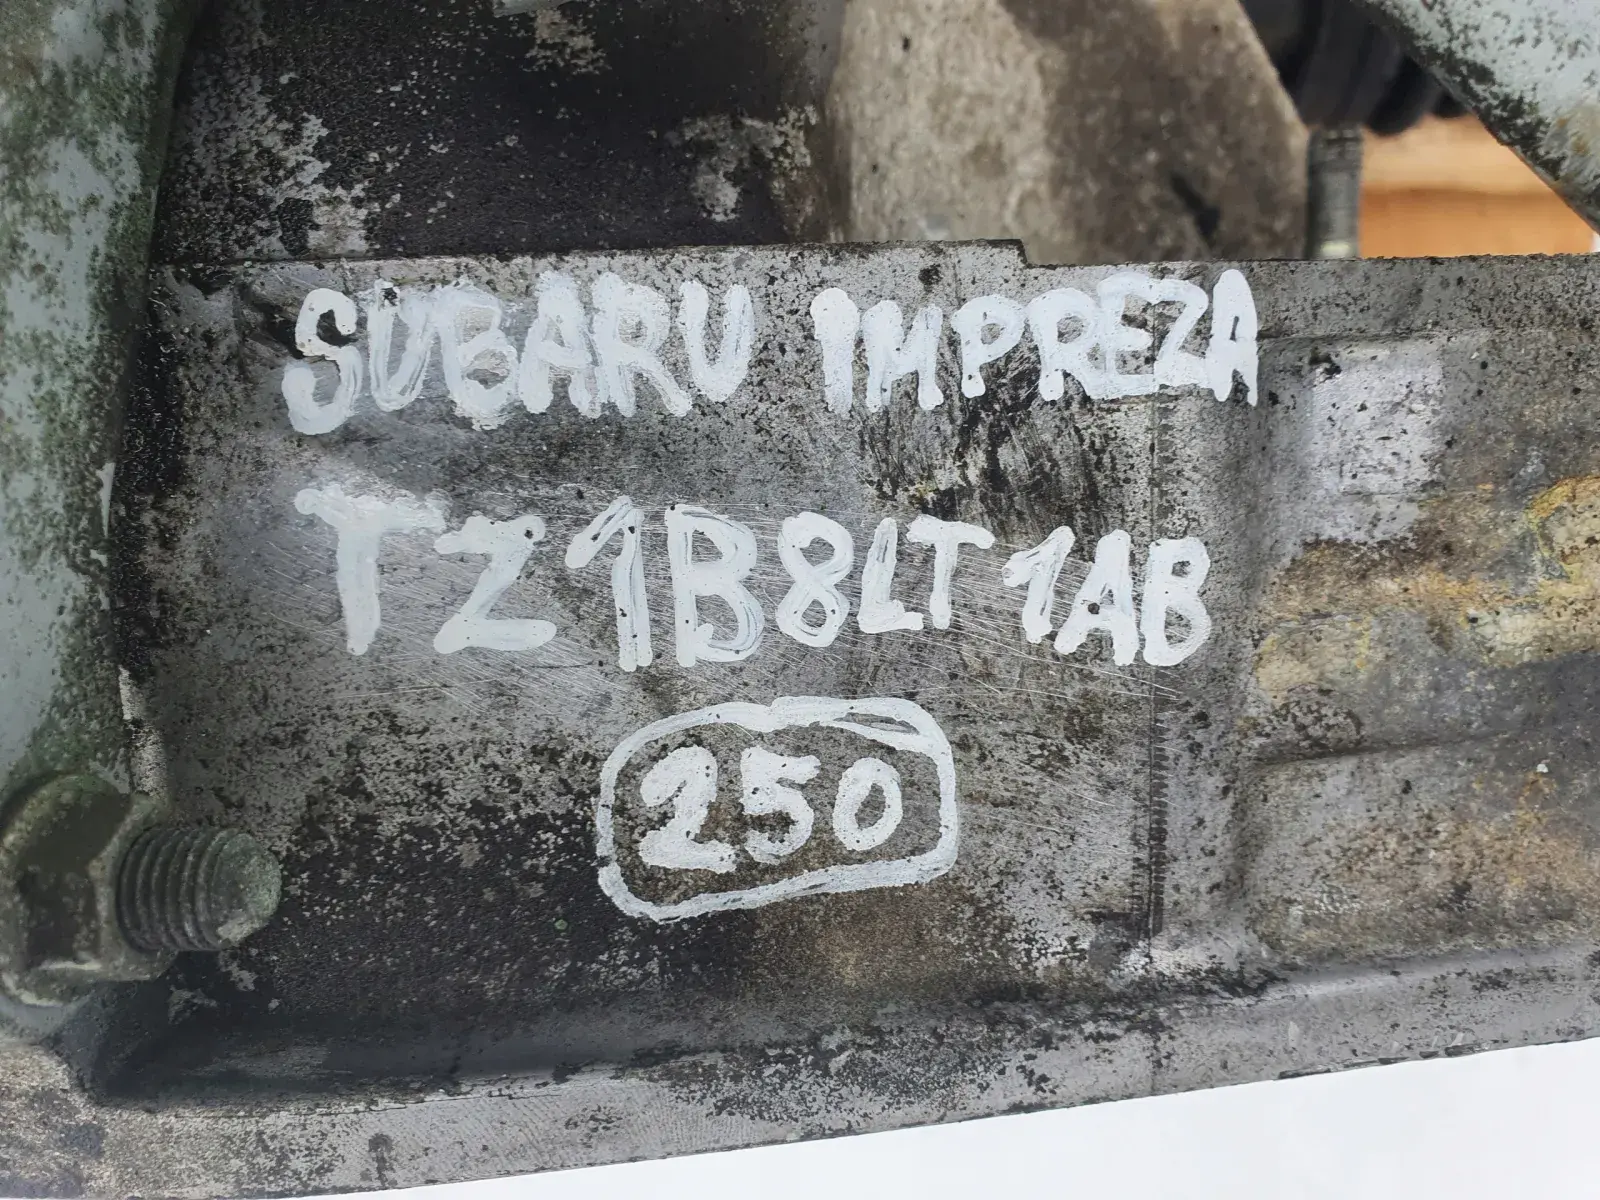 SUBARU IMPREZA
TZ1B8LT1AB
250